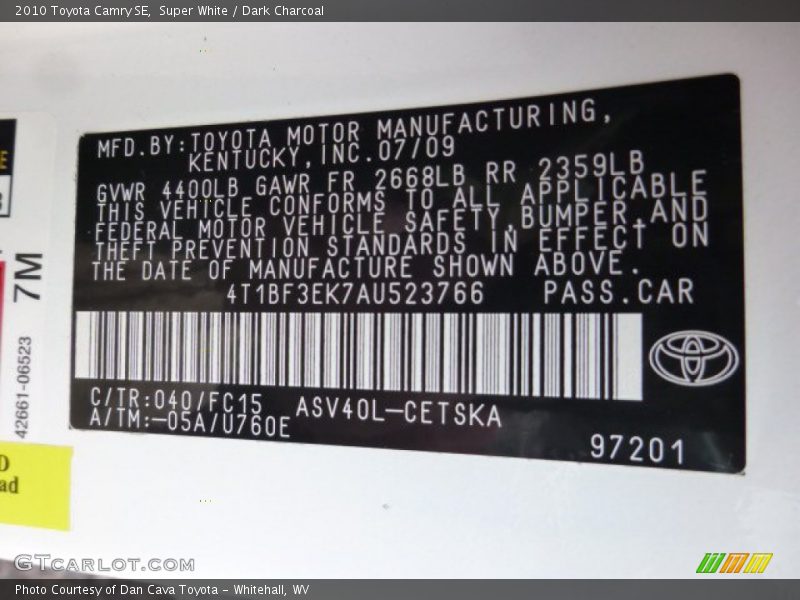 2010 Toyota Camry SE, Super White / Dark Charcoal
MFD.BY:TOYOTA MOTOR MANUFACTURING,
KENTUCKY,INC.07/09
GVWR 4400LB GAWR FR 2668LB RR 2359LB
THIS VEHICLE CONFORMS TO ALL APPLICABLE
FEDERAL MOTOR VEHICLE SAFETY,BUMPER,AND
THEFT PREVENTION STANDARDS IN EFFECT ON
THE DATE OF MANUFACTURE SHOWN ABOVE.
4T1BF3EK7AU523766 PASS.CAR
C/TR:040/FC15 ASV40L-CETSKA
A/TM:-05A/U760E
97201
7M
42661-06523
GTcarlot.com
Photo Courtesy of Dan Cava Toyota - Whitehall, WV